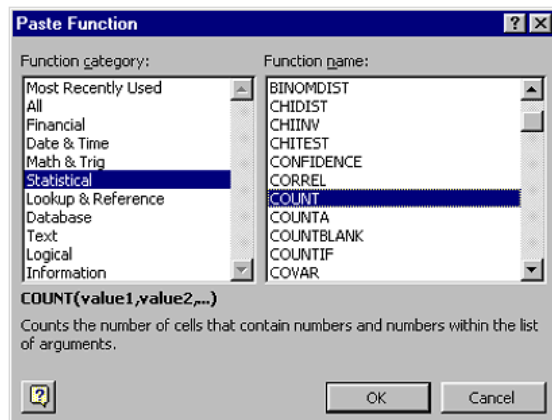 Paste Function
Function category:
Most Recently Used
All
Financial
Date & Time
Math & Trig
Statistical
Lookup & Reference
Database
Text
Logical
Information
Function name:
BINOMDIST
CHIDIST
CHIINV
CHITEST
CONFIDENCE
CORREL
COUNT
COUNTA
COUNTBLANK
COUNTIF
COVAR
COUNT(value1,value2,...)
Counts the number of cells that contain numbers and numbers within the list
of arguments.
OK
Cancel